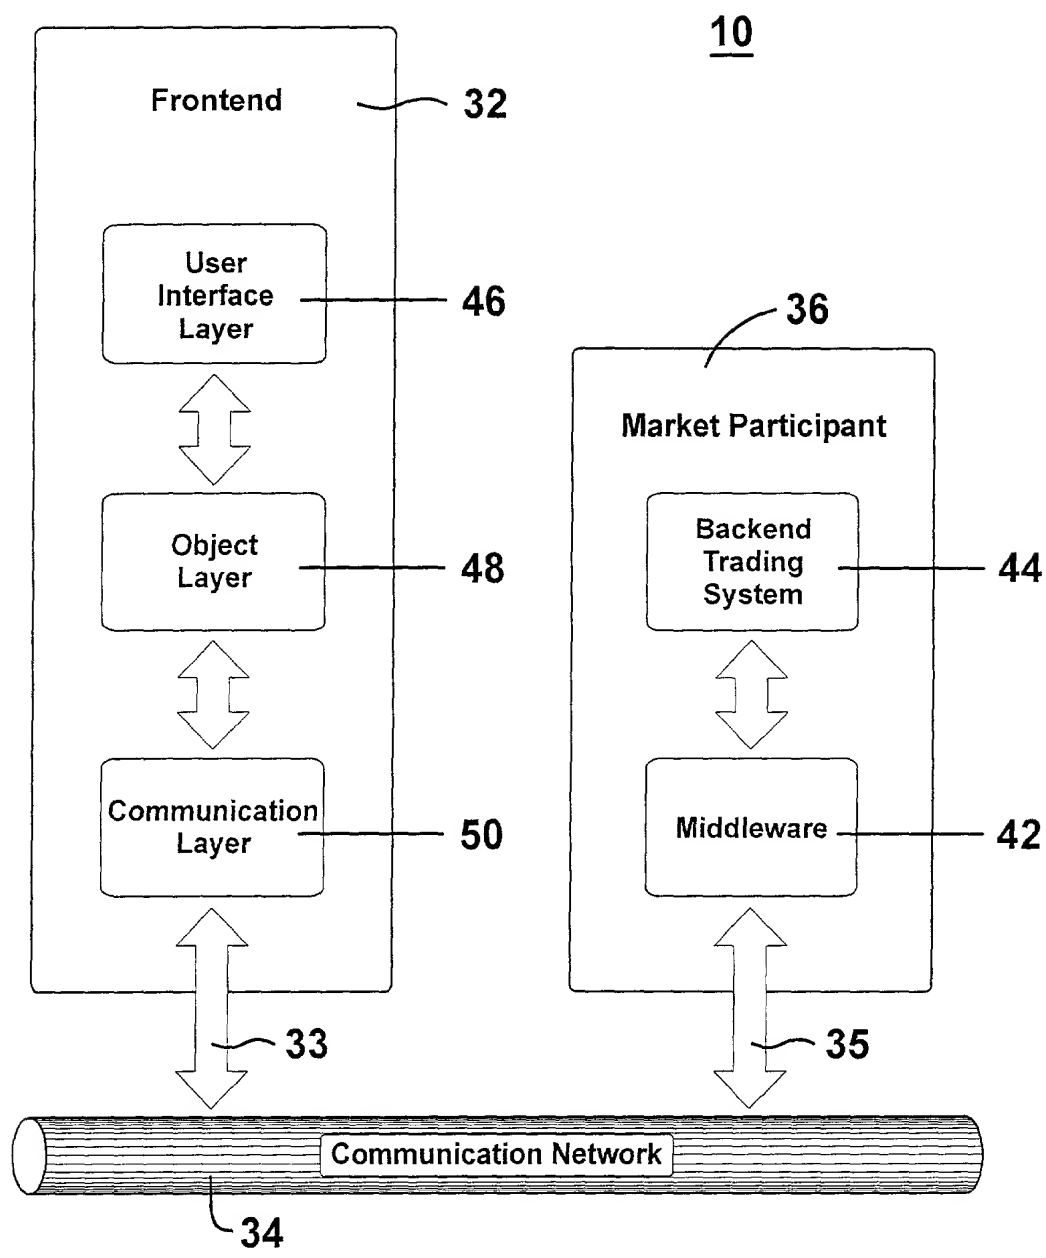 10
Frontend
32
User
Interface
Layer
46
36
Market Participant
Object
Layer
48
Backend
Trading
System
44
Communication
Layer
50
Middleware
42
33
35
Communication Network
34